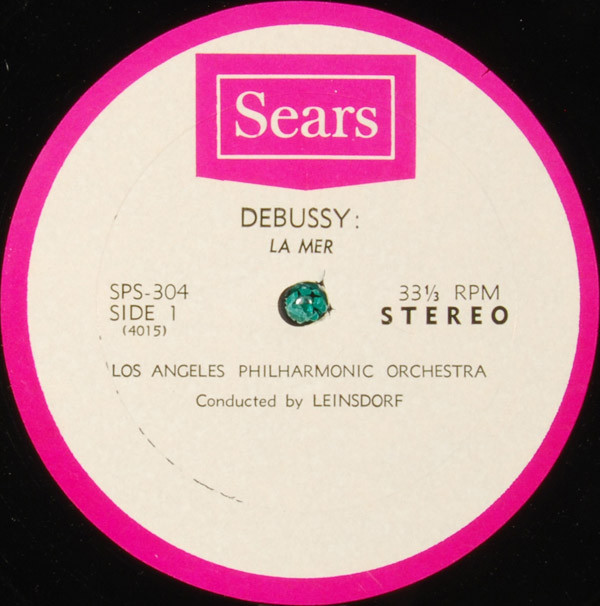 Sears
DEBUSSY:
LA MER
SPS-304
SIDE 1
(4015)
33⅓ RPM
STEREO
LOS ANGELES PHILHARMONIC ORCHESTRA
Conducted by LEINSDORF